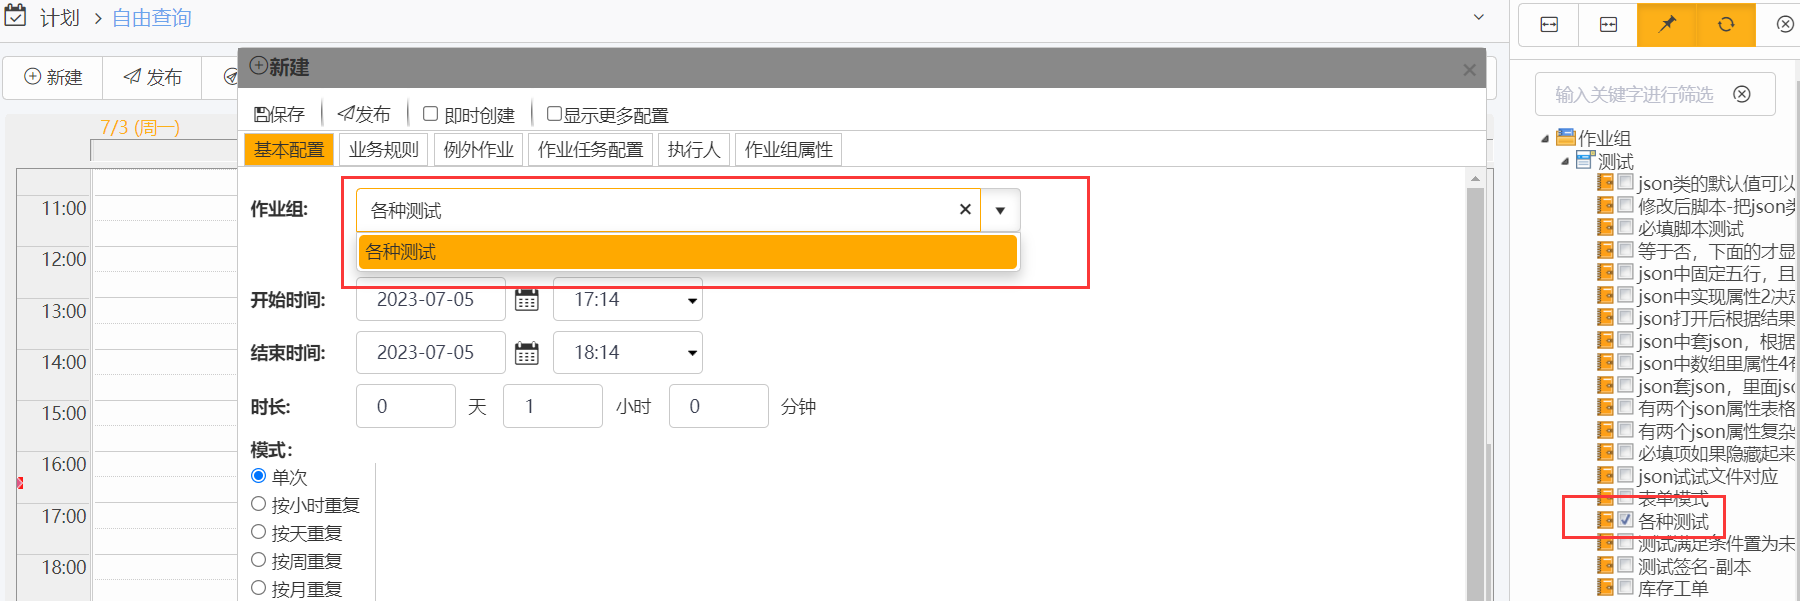 计划 > 自由查询
新建 发布
7/3 (周一)
11:00
12:00
13:00
14:00
15:00
16:00
17:00
18:00
新建
保存 发布 即时创建 显示更多配置
基本配置 业务规则 例外作业 作业任务配置 执行人 作业组属性
作业组: 各种测试
各种测试
开始时间: 2023-07-05 17:14
结束时间: 2023-07-05 18:14
时长: 0 天 1 小时 0 分钟
模式:
单次
按小时重复
按天重复
按周重复
按月重复
输入关键字进行筛选
作业组
测试
json类的默认值可以
修改后脚本-把json类
必填脚本测试
等于否，下面的才显
json中固定五行，且
json中实现属性2决定
json打开后根据结果
json中套json，根据
json中数组里属性4有
json套json，里面jso
有两个json属性表格
有两个json属性复杂
必填项如果隐藏起来
json试试文件对应
表单模式
各种测试
测试满足条件置为未
测试签名-副本
库存工单